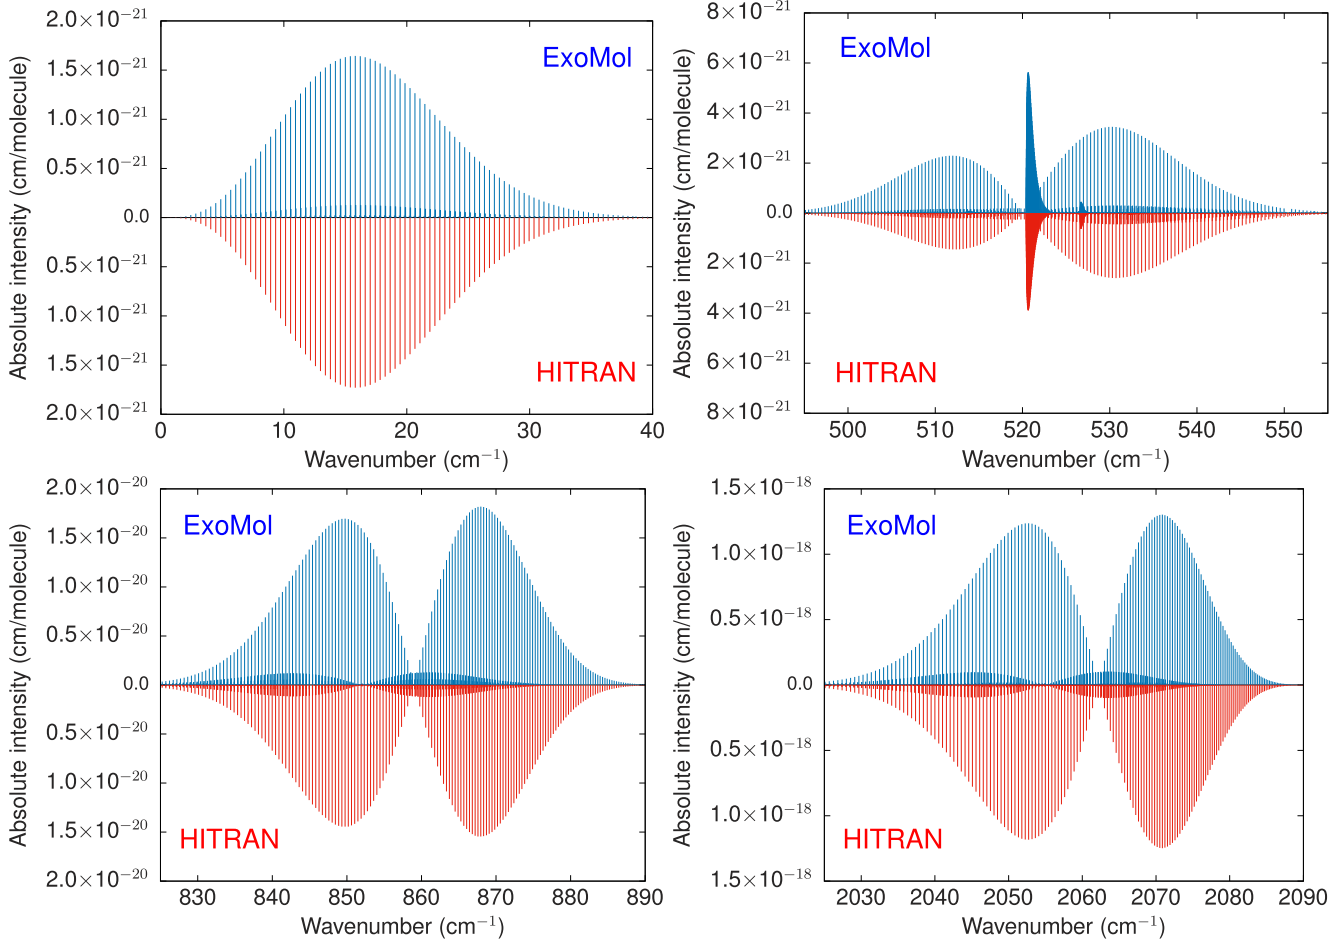 2.0×10⁻²¹
1.5×10⁻²¹
1.0×10⁻²¹
0.5×10⁻²¹
0.0
0.5×10⁻²¹
1.0×10⁻²¹
1.5×10⁻²¹
2.0×10⁻²¹
Absolute intensity (cm/molecule)
ExoMol
HITRAN
0 10 20 30 40
Wavenumber (cm⁻¹)
8×10⁻²¹
6×10⁻²¹
4×10⁻²¹
2×10⁻²¹
0.0
2×10⁻²¹
4×10⁻²¹
6×10⁻²¹
8×10⁻²¹
Absolute intensity (cm/molecule)
ExoMol
HITRAN
500 510 520 530 540 550
Wavenumber (cm⁻¹)
2.0×10⁻²⁰
1.5×10⁻²⁰
1.0×10⁻²⁰
0.5×10⁻²⁰
0.0
0.5×10⁻²⁰
1.0×10⁻²⁰
1.5×10⁻²⁰
2.0×10⁻²⁰
Absolute intensity (cm/molecule)
ExoMol
HITRAN
830 840 850 860 870 880 890
Wavenumber (cm⁻¹)
1.5×10⁻¹⁸
1.0×10⁻¹⁸
0.5×10⁻¹⁸
0.0
0.5×10⁻¹⁸
1.0×10⁻¹⁸
1.5×10⁻¹⁸
Absolute intensity (cm/molecule)
ExoMol
HITRAN
2030 2040 2050 2060 2070 2080 2090
Wavenumber (cm⁻¹)